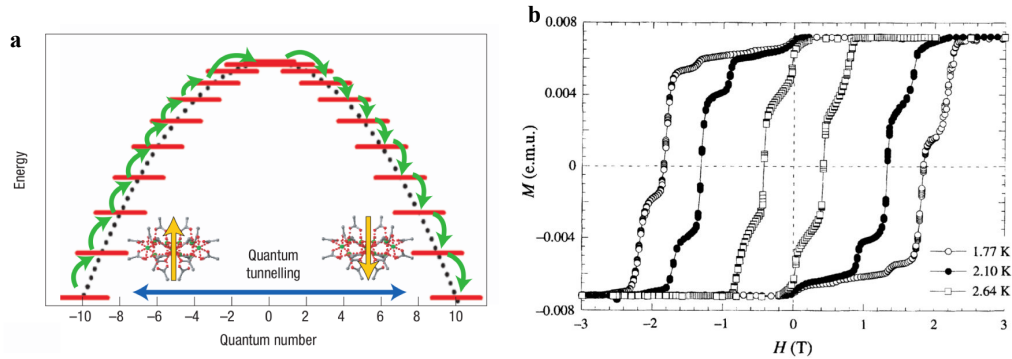 a
Energy
Quantum tunnelling
−10 −8 −6 −4 −2 0 2 4 6 8 10
Quantum number
b
M (e.m.u.)
0.008
0.004
0
−0.004
−0.008
1.77 K
2.10 K
2.64 K
−3 −2 −1 0 1 2 3
H (T)